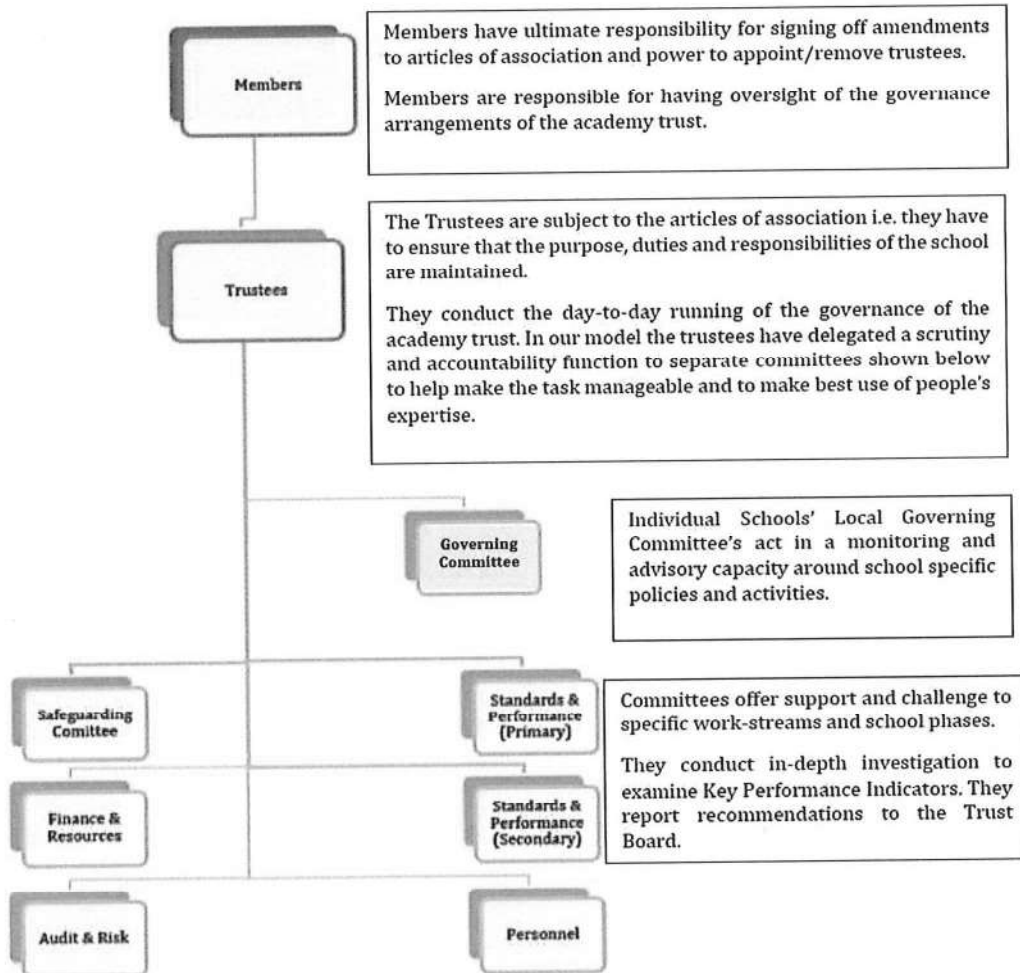 Members
Members have ultimate responsibility for signing off amendments
to articles of association and power to appoint/remove trustees.
Members are responsible for having oversight of the governance
arrangements of the academy trust.
Trustees
The Trustees are subject to the articles of association i.e. they have
to ensure that the purpose, duties and responsibilities of the school
are maintained.
They conduct the day-to-day running of the governance of the
academy trust. In our model the trustees have delegated a scrutiny
and accountability function to separate committees shown below
to help make the task manageable and to make best use of people's
expertise.
Governing
Committee
Individual Schools' Local Governing
Committee's act in a monitoring and
advisory capacity around school specific
policies and activities.
Safeguarding
Comittee
Standards &
Performance
(Primary)
Committees offer support and challenge to
specific work-streams and school phases.
They conduct in-depth investigation to
examine Key Performance Indicators. They
report recommendations to the Trust
Board.
Finance &
Resources
Standards &
Performance
(Secondary)
Audit & Risk
Personnel